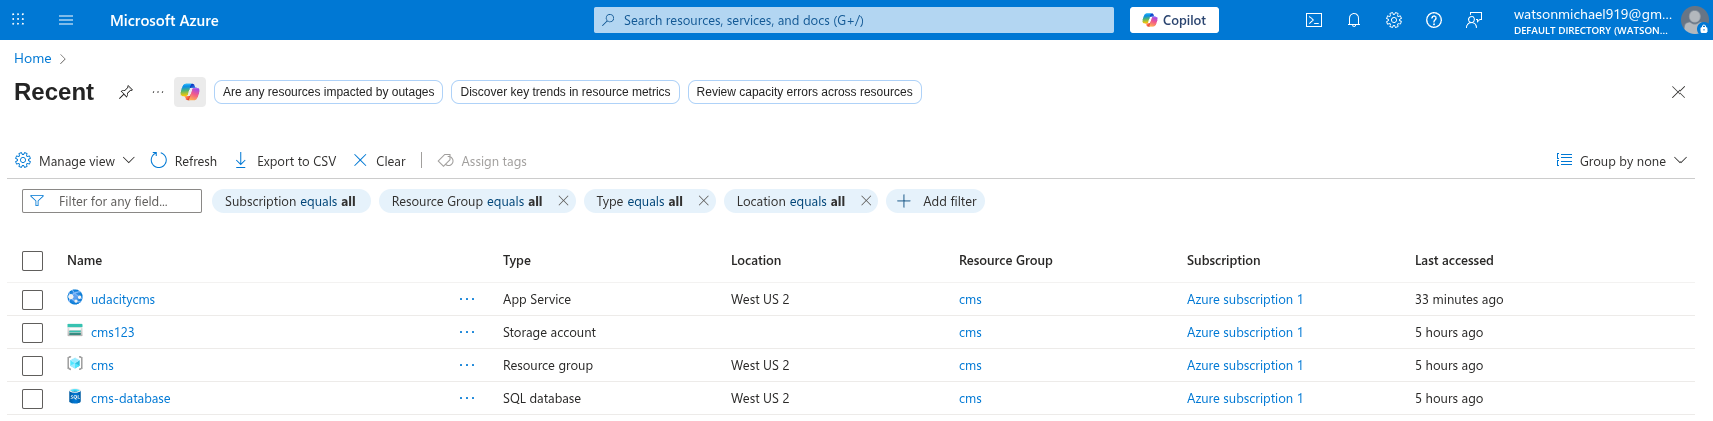 Microsoft Azure
Search resources, services, and docs (G+/)
Copilot
watsonmichael919@gm...
DEFAULT DIRECTORY (WATSON...
Home
Recent
Are any resources impacted by outages
Discover key trends in resource metrics
Review capacity errors across resources
Manage view
Refresh
Export to CSV
Clear
Assign tags
Group by none
Filter for any field...
Subscription equals all
Resource Group equals all
Type equals all
Location equals all
Add filter
Name Type Location Resource Group Subscription Last accessed
udacitycms ... App Service West US 2 cms Azure subscription 1 33 minutes ago
cms123 ... Storage account cms Azure subscription 1 5 hours ago
cms ... Resource group West US 2 cms Azure subscription 1 5 hours ago
SQL cms-database ... SQL database West US 2 cms Azure subscription 1 5 hours ago